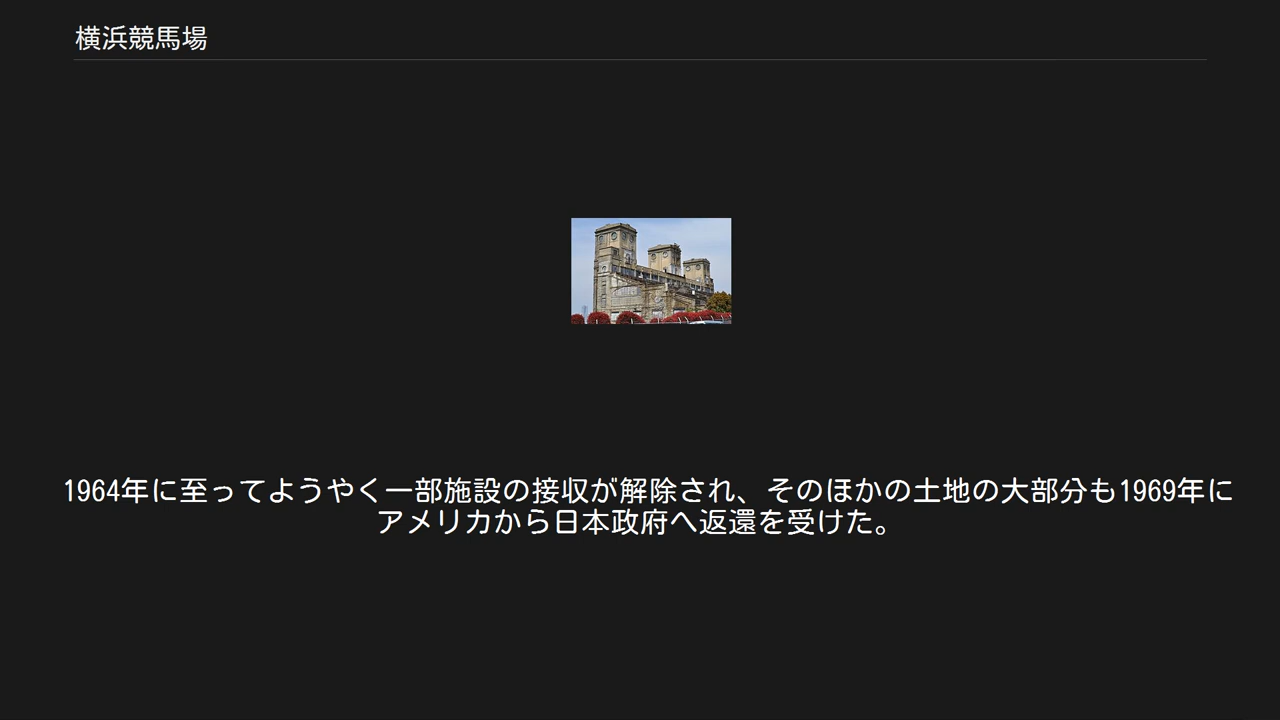 横浜競馬場
1964年に至ってようやく一部施設の接収が解除され、そのほかの土地の大部分も1969年に
アメリカから日本政府へ返還を受けた。